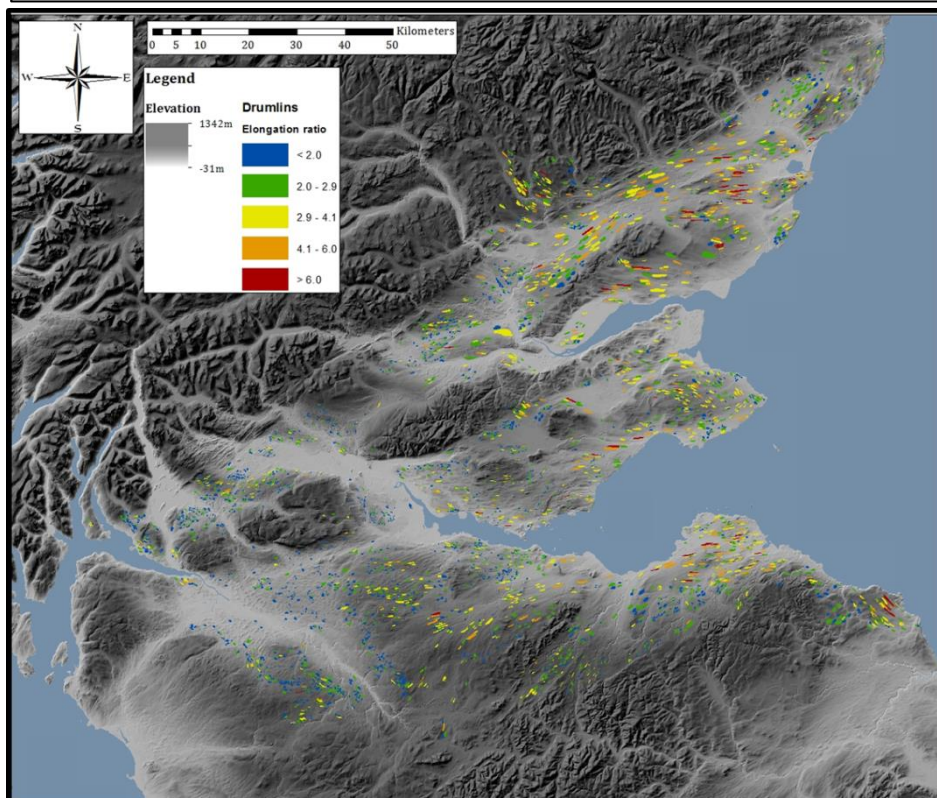 N
W E
S
Kilometers
0 5 10 20 30 40 50
Legend
Elevation
1342m
-31m
Drumlins
Elongation ratio
< 2.0
2.0 - 2.9
2.9 - 4.1
4.1 - 6.0
> 6.0